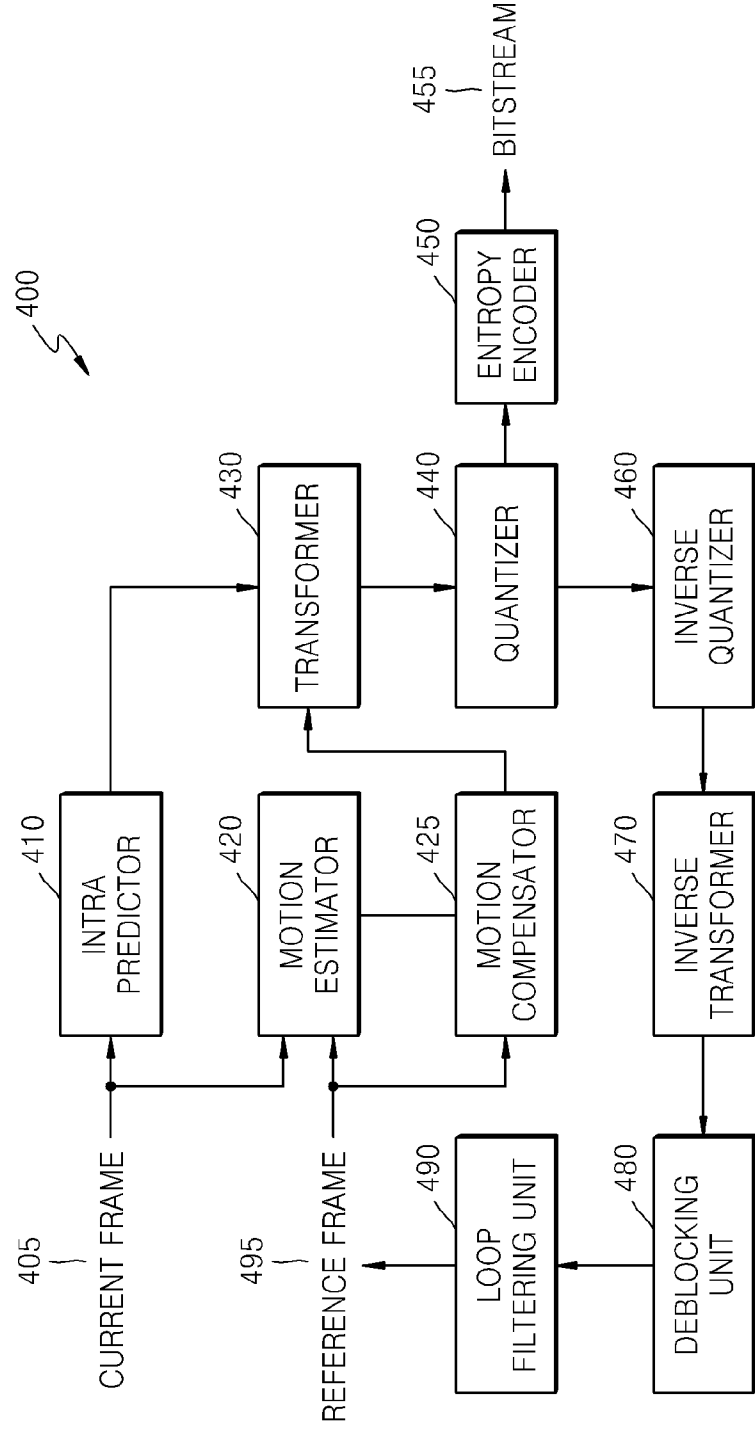 400
405
CURRENT FRAME
410
INTRA
PREDICTOR
430
TRANSFORMER
495
REFERENCE FRAME
420
MOTION
ESTIMATOR
440
QUANTIZER
450
ENTROPY
ENCODER
455
BITSTREAM
490
LOOP
FILTERING UNIT
425
MOTION
COMPENSATOR
480
DEBLOCKING
UNIT
470
INVERSE
TRANSFORMER
460
INVERSE
QUANTIZER